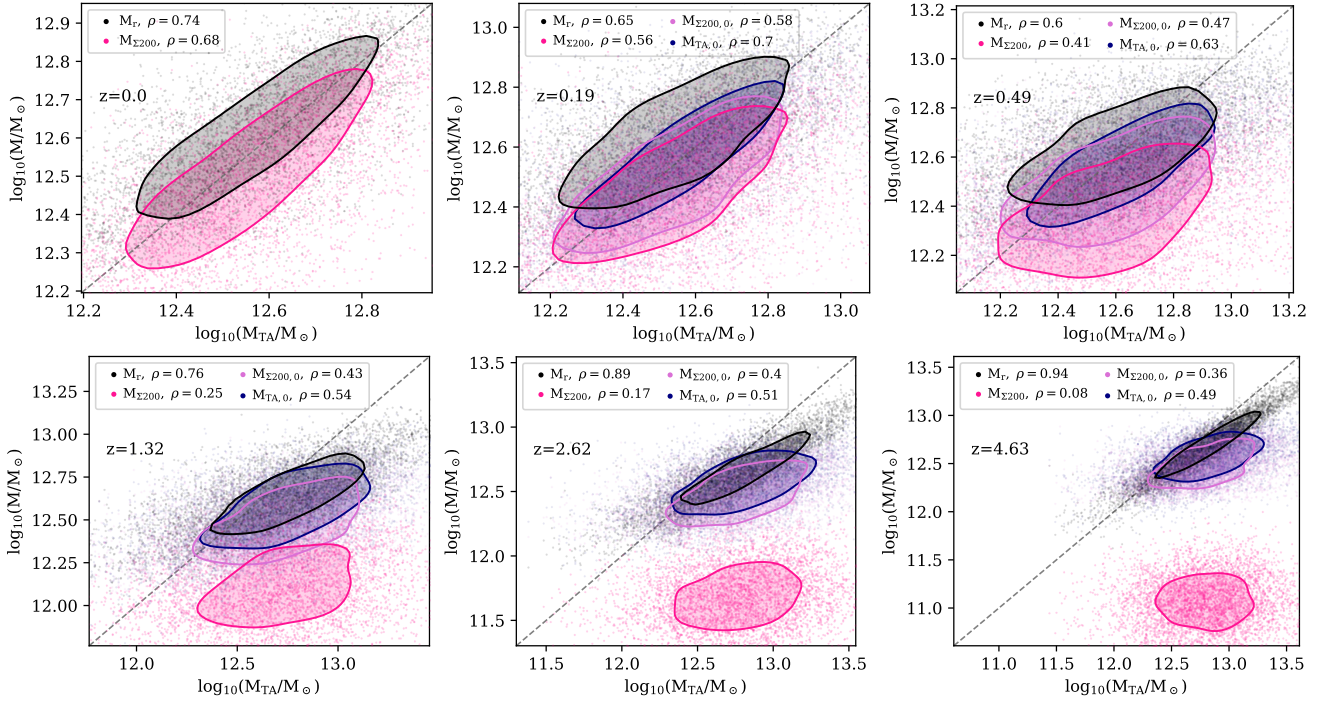 M_r, ρ = 0.74
M_Σ200, ρ = 0.68
z=0.0
12.9
12.8
12.7
12.6
12.5
12.4
12.3
12.2
log₁₀(M/M_⊙)
12.2 12.4 12.6 12.8
log₁₀(M_TA/M_⊙)
M_r, ρ = 0.65 M_Σ200,0, ρ = 0.58
M_Σ200, ρ = 0.56 M_TA,0, ρ = 0.7
z=0.19
13.0
12.8
12.6
12.4
12.2
log₁₀(M/M_⊙)
12.2 12.4 12.6 12.8 13.0
log₁₀(M_TA/M_⊙)
M_r, ρ = 0.6 M_Σ200,0, ρ = 0.47
M_Σ200, ρ = 0.41 M_TA,0, ρ = 0.63
z=0.49
13.2
13.0
12.8
12.6
12.4
12.2
log₁₀(M/M_⊙)
12.2 12.4 12.6 12.8 13.0 13.2
log₁₀(M_TA/M_⊙)
M_r, ρ = 0.76 M_Σ200,0, ρ = 0.43
M_Σ200, ρ = 0.25 M_TA,0, ρ = 0.54
z=1.32
13.25
13.00
12.75
12.50
12.25
12.00
log₁₀(M/M_⊙)
12.0 12.5 13.0
log₁₀(M_TA/M_⊙)
M_r, ρ = 0.89 M_Σ200,0, ρ = 0.4
M_Σ200, ρ = 0.17 M_TA,0, ρ = 0.51
z=2.62
13.5
13.0
12.5
12.0
11.5
log₁₀(M/M_⊙)
11.5 12.0 12.5 13.0 13.5
log₁₀(M_TA/M_⊙)
M_r, ρ = 0.94 M_Σ200,0, ρ = 0.36
M_Σ200, ρ = 0.08 M_TA,0, ρ = 0.49
z=4.63
13.5
13.0
12.5
12.0
11.5
11.0
log₁₀(M/M_⊙)
11.0 11.5 12.0 12.5 13.0 13.5
log₁₀(M_TA/M_⊙)